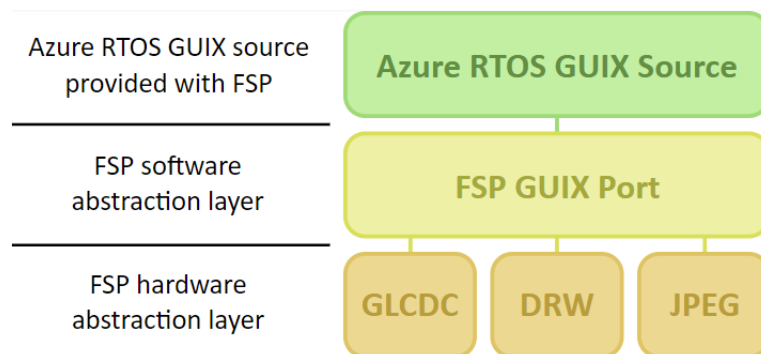 Azure RTOS GUIX source
provided with FSP
Azure RTOS GUIX Source
FSP software
abstraction layer
FSP GUIX Port
FSP hardware
abstraction layer
GLCDC
DRW
JPEG